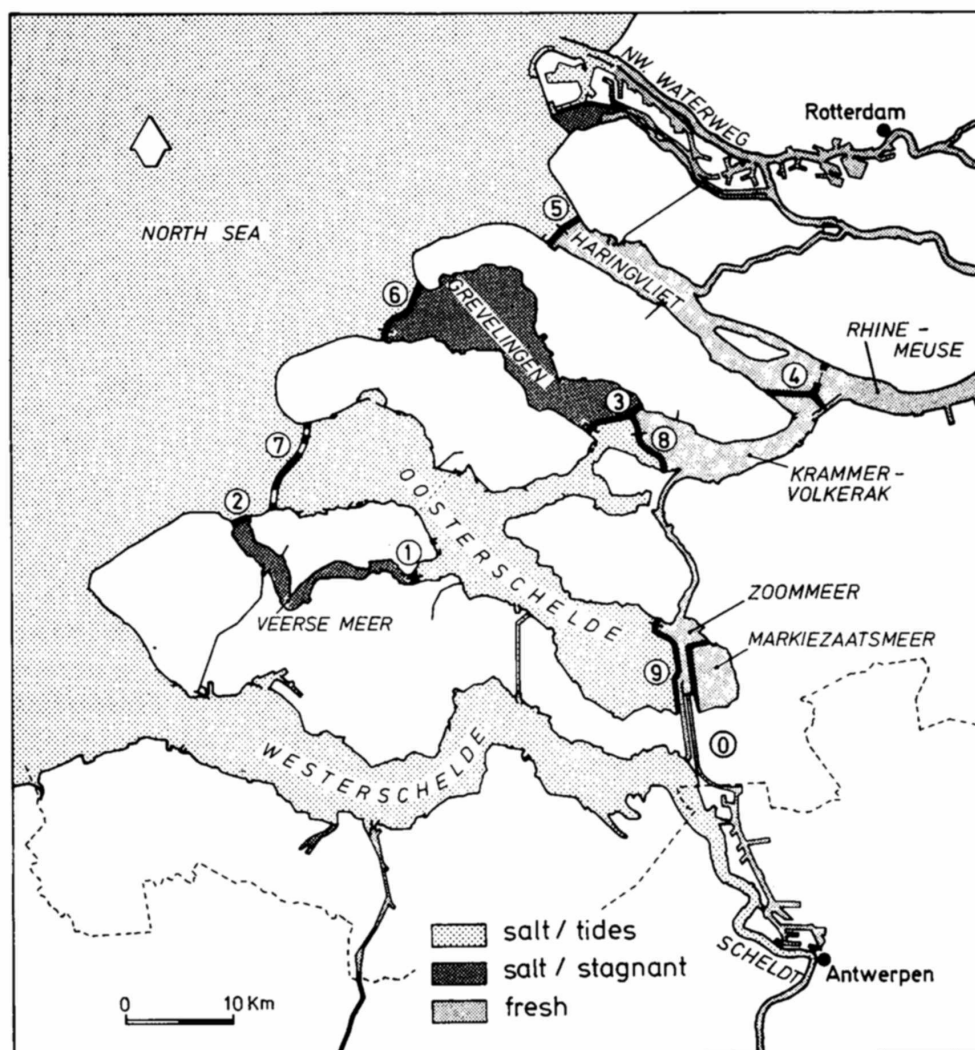 NW. WATERWEG
Rotterdam
NORTH SEA
5
HARINGVLIET
6
GREVELINGEN
RHINE -
MEUSE
4
3
8
7
KRAMMER-
VOLKERAK
OOSTERSCHELDE
2
1
VEERSE MEER
ZOOMMEER
MARKIEZAATSMEER
9
0
WESTERSCHELDE
salt / tides
salt / stagnant
fresh
SCHELDT
Antwerpen
0 10 Km